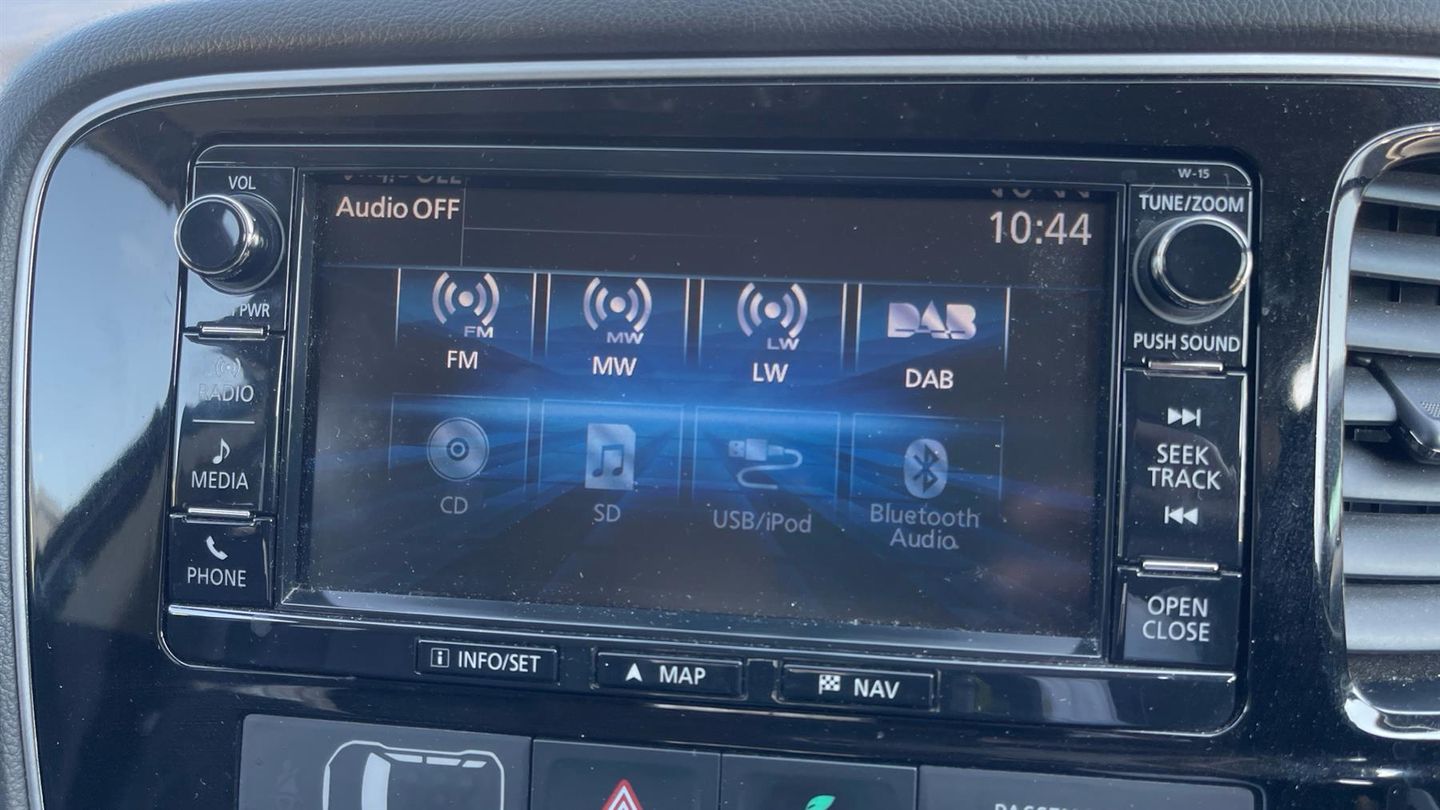 W-15
VOL
TUNE/ZOOM
Audio OFF
10:44
PWR
FM
MW
LW
DAB
FM
MW
LW
DAB
PUSH SOUND
RADIO
MEDIA
PHONE
CD
SD
USB/iPod
Bluetooth
Audio
SEEK
TRACK
OPEN
CLOSE
i INFO/SET
MAP
NAV